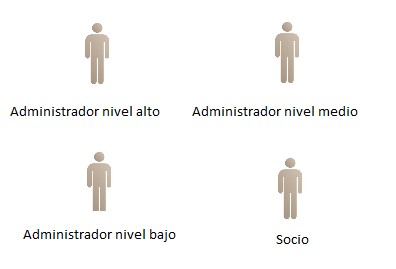 Administrador nivel alto
Administrador nivel medio
Administrador nivel bajo
Socio